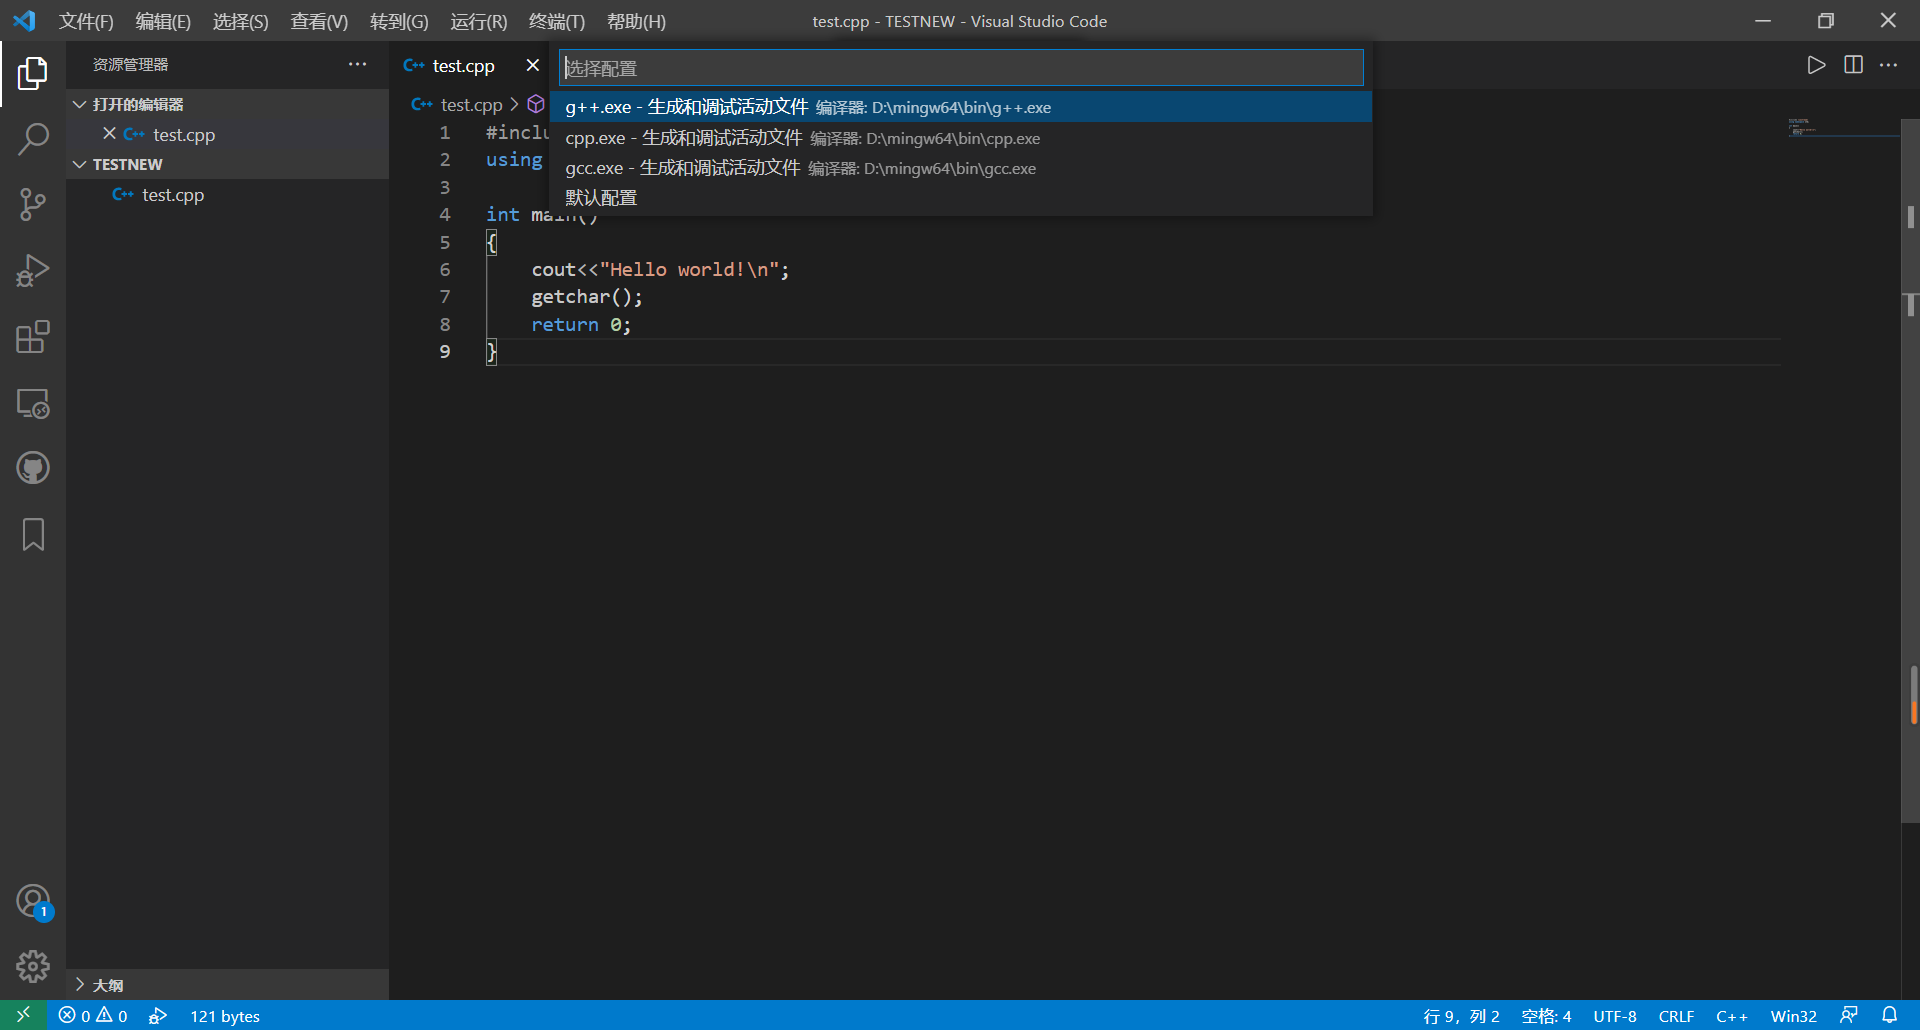 文件(F) 编辑(E) 选择(S) 查看(V) 转到(G) 运行(R) 终端(T) 帮助(H) test.cpp - TESTNEW - Visual Studio Code
资源管理器
打开的编辑器
test.cpp
TESTNEW
test.cpp
test.cpp
test.cpp
选择配置
g++.exe - 生成和调试活动文件 编译器: D:\mingw64\bin\g++.exe
cpp.exe - 生成和调试活动文件 编译器: D:\mingw64\bin\cpp.exe
gcc.exe - 生成和调试活动文件 编译器: D:\mingw64\bin\gcc.exe
默认配置
1 #inclu
2 using
3
4 int main()
5 {
6 cout<<"Hello world!\n";
7 getchar();
8 return 0;
9 }
1
大纲
0 0 121 bytes 行 9, 列 2 空格: 4 UTF-8 CRLF C++ Win32